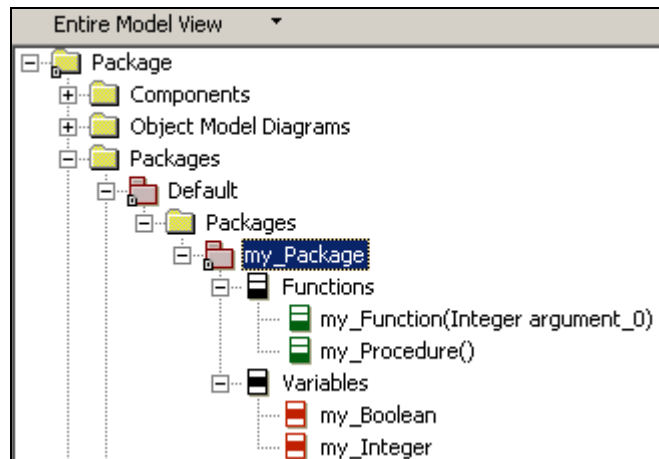 Entire Model View
Package
Components
Object Model Diagrams
Packages
Default
Packages
my_Package
Functions
my_Function(Integer argument_0)
my_Procedure()
Variables
my_Boolean
my_Integer